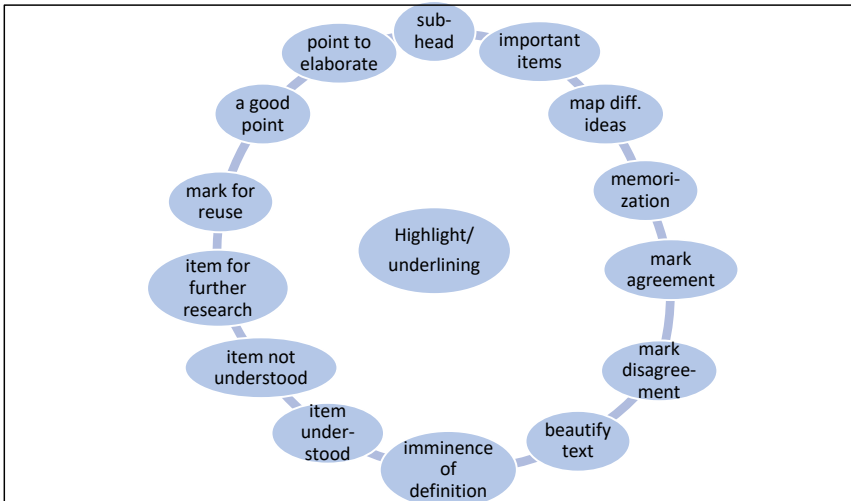 sub-
head
important
items
map diff.
ideas
memori-
zation
mark
agreement
mark
disagree-
ment
beautify
text
imminence
of
definition
item
under-
stood
item not
understood
item for
further
research
mark for
reuse
a good
point
point to
elaborate
Highlight/
underlining